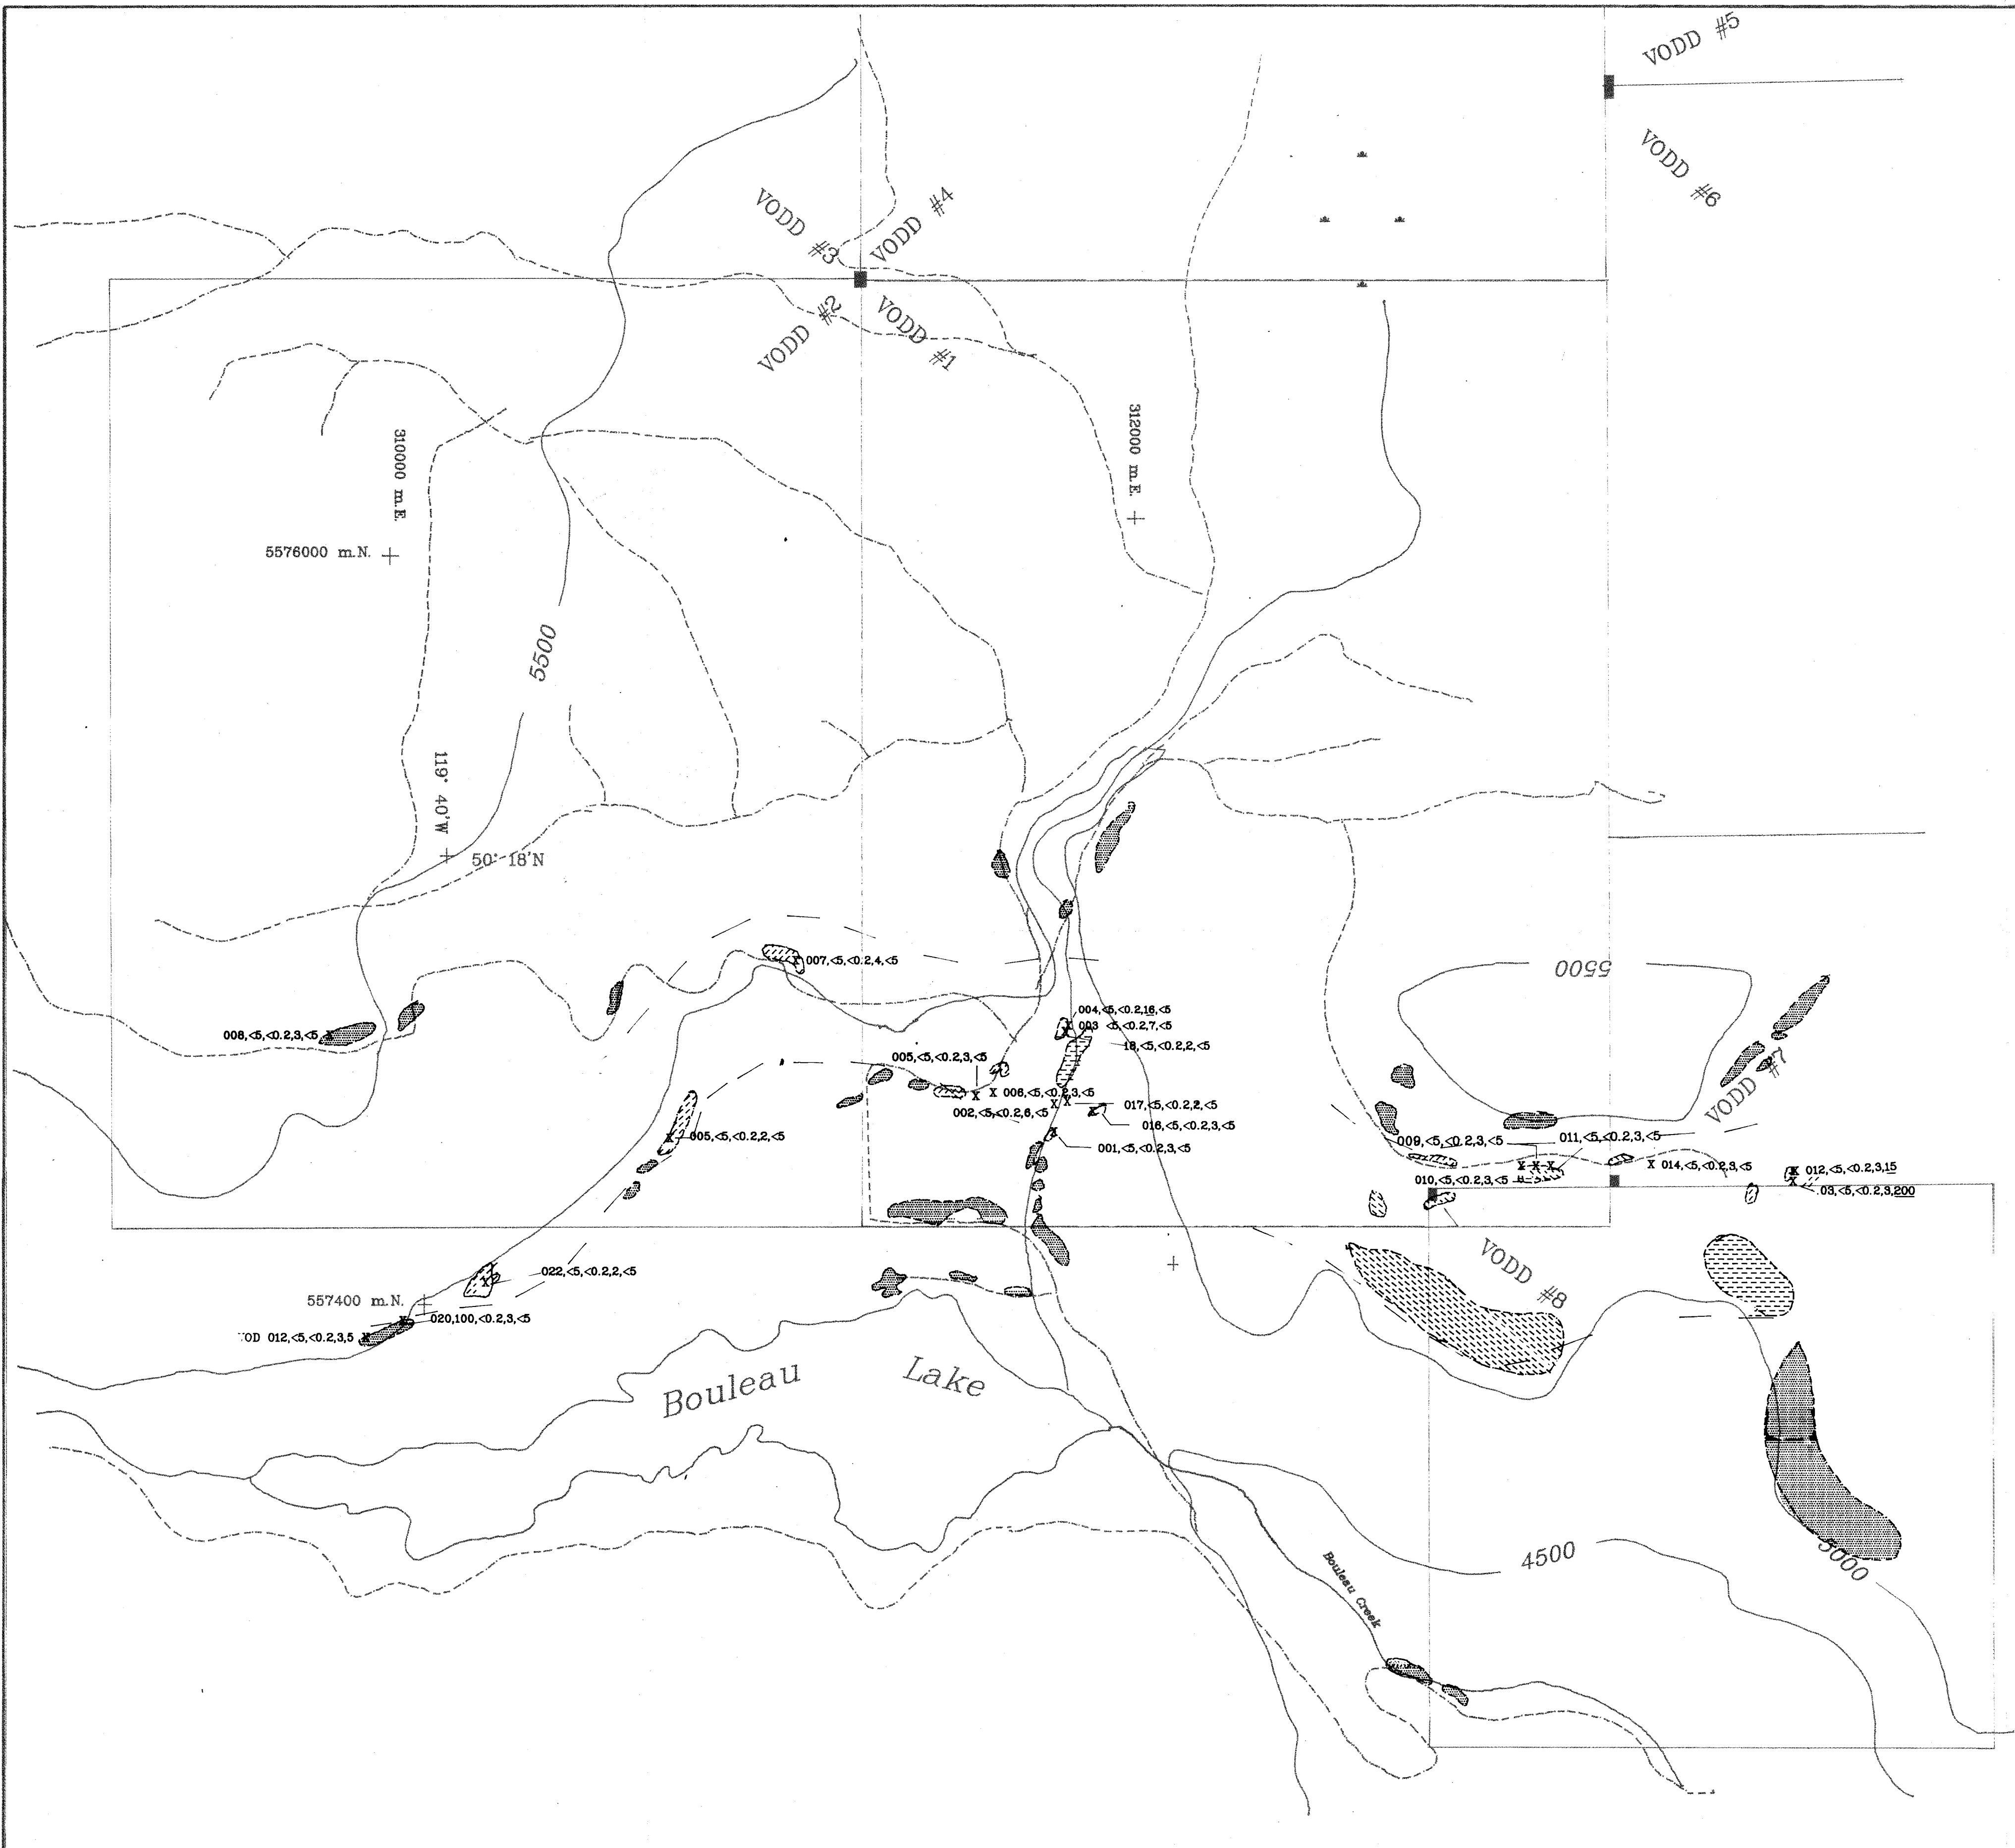 VODD #5
VODD #6
VODD #3
VODD #4
VODD #2
VODD #1
310000 m.E.
312000 m.E.
5576000 m.N.
5500
119° 40'W
50° 18'N
007,<5,<0.2,4,<5
5500
004,<5,<0.2,16,<5
003 <5,<0.2,7,<5
008,<5,<0.2,3,<5
18,<5,<0.2,2,<5
005,<5,<0.2,3,<5
VODD #7
006,<5,<0.2,3,<5
017,<5,<0.2,2,<5
002,<5,<0.2,6,<5
016,<5,<0.2,3,<5
005,<5,<0.2,2,<5
001,<5,<0.2,3,<5
009,<5,<0.2,3,<5
011,<5,<0.2,3,<5
014,<5,<0.2,3,<5
012,<5,<0.2,3,15
010,<5,<0.2,3,<5
03,<5,<0.2,3,200
VODD #8
022,<5,<0.2,2,<5
557400 m.N.
020,100,<0.2,3,<5
OD 012,<5,<0.2,3,5
Bouleau Lake
4500
5000
Bouleau Creek